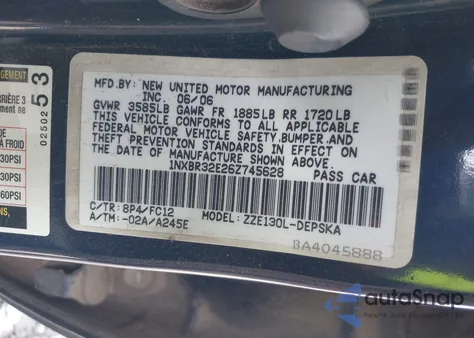 MFD.BY: NEW UNITED MOTOR MANUFACTURING
INC. 06/06
GVWR 3585LB GAWR FR 1885LB RR 1720LB
THIS VEHICLE CONFORMS TO ALL APPLICABLE
FEDERAL MOTOR VEHICLE SAFETY,BUMPER,AND
THEFT PREVENTION STANDARDS IN EFFECT ON
THE DATE OF MANUFACTURE SHOWN ABOVE.
1NXBR32E26Z745628 PASS CAR
C/TR: 8P4/FC12
A/TM: -02A/A245E MODEL: ZZE130L-DEPSKA
BA4045888
ARRIÈRE 3
À FROID
30PSI
30PSI
60PSI
02502
53
autoSnap